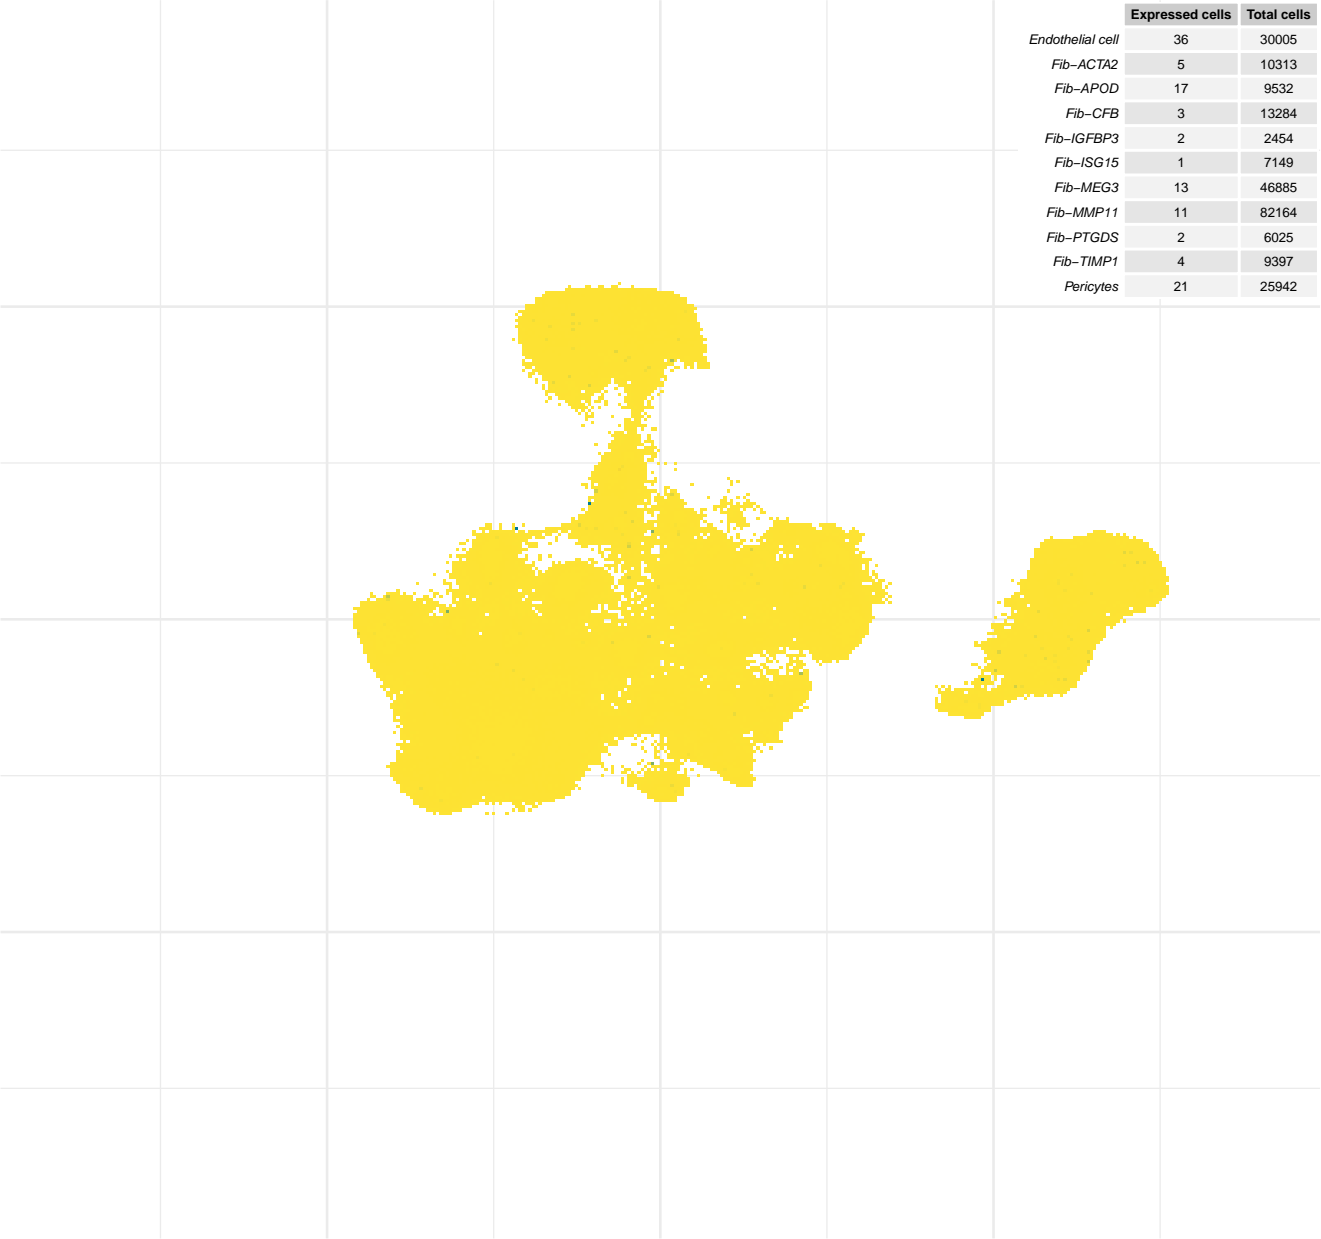 Expressed cells Total cells
Endothelial cell 36 30005
Fib−ACTA2 5 10313
Fib−APOD 17 9532
Fib−CFB 3 13284
Fib−IGFBP3 2 2454
Fib−ISG15 1 7149
Fib−MEG3 13 46885
Fib−MMP11 11 82164
Fib−PTGDS 2 6025
Fib−TIMP1 4 9397
Pericytes 21 25942